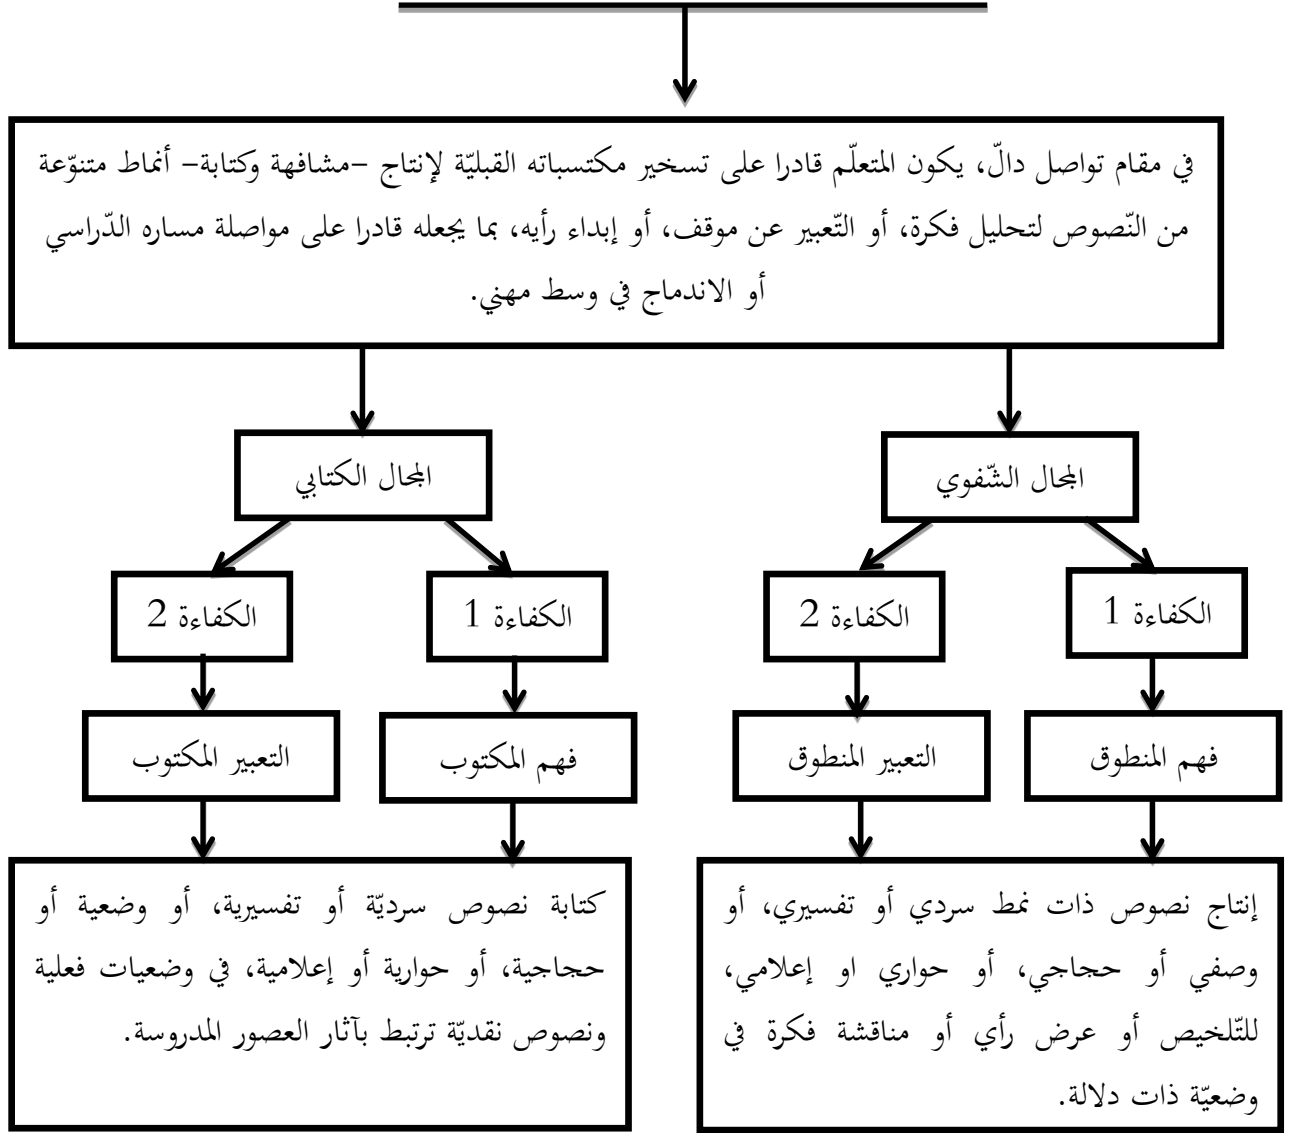 في مقام تواصل دالّ، يكون المتعلّم قادرا على تسخير مكتسباته القبليّة لإنتاج –مشافهة وكتابة– أنماط متنوّعة
من النّصوص لتحليل فكرة، أو التّعبير عن موقف، أو إبداء رأيه، بما يجعله قادرا على مواصلة مساره الدّراسي
أو الاندماج في وسط مهني.
المجال الشّفوي
المجال الكتابي
الكفاءة 1
الكفاءة 2
الكفاءة 1
الكفاءة 2
فهم المنطوق
التعبير المنطوق
فهم المكتوب
التعبير المكتوب
إنتاج نصوص ذات نمط سردي أو تفسيري، أو
وصفي أو حجاجي، أو حواري او إعلامي،
للتّلخيص أو عرض رأي أو مناقشة فكرة في
وضعيّة ذات دلالة.
كتابة نصوص سرديّة أو تفسيرية، أو وضعية أو
حجاجية، أو حوارية أو إعلامية، في وضعيات فعلية
ونصوص نقديّة ترتبط بآثار العصور المدروسة.